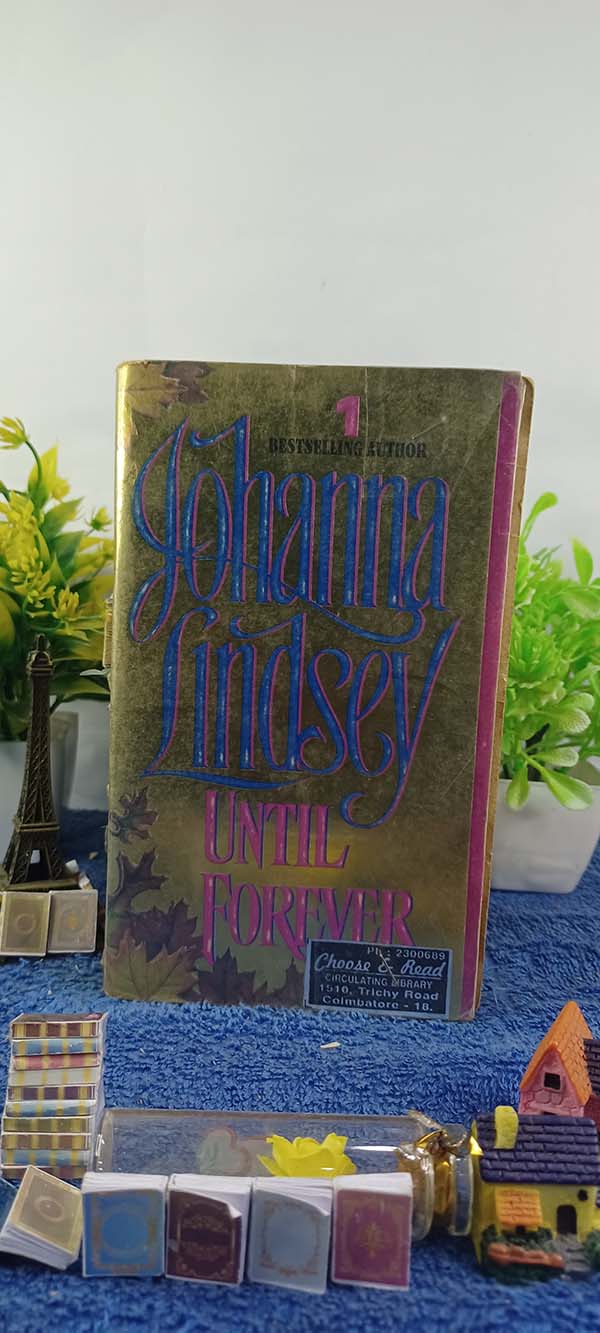 1
BESTSELLING AUTHOR
Johanna
Lindsey
UNTIL
FOREVER
Ph : 2300689
Choose & Read
CIRCULATING LIBRARY
1510, Trichy Road
Coimbatore - 18.